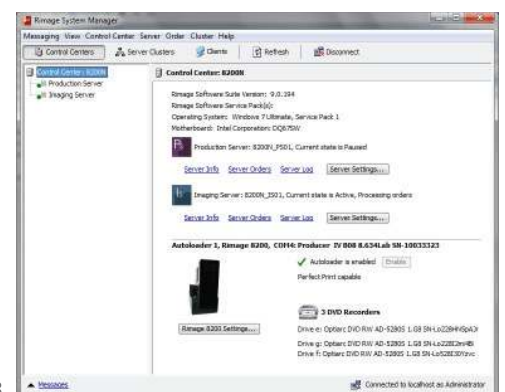 Rimage System Manager
Messaging View Control Center Server Order Cluster Help
Control Centers Server Clusters Clients Refresh Disconnect
Control Center: 8200N
Production Server
Imaging Server
Control Center: 8200N
Rimage Software Suite Version: 9.0.194
Rimage Software Service Pack(s):
Operating System: Windows 7 Ultimate, Service Pack 1
Motherboard: Intel Corporation: DQ67SW
Production Server: 8200N_PS01, Current state is Paused
Server Info Server Orders Server Log Server Settings...
Imaging Server: 8200N_IS01, Current state is Active, Processing orders
Server Info Server Orders Server Log Server Settings...
Autoloader 1, Rimage 8200, COM4: Producer IV 808 8.634Lab SN-10033323
Autoloader is enabled Enable
Perfect Print capable
3 DVD Recorders
Rimage 8200 Settings...
Drive e: Optiarc DVD RW AD-5280S 1.G8
Drive g: Optiarc DVD RW AD-5280S 1.G8
Drive f: Optiarc DVD RW AD-5280S 1.G8
Messages
Connected to localhost as Administrator